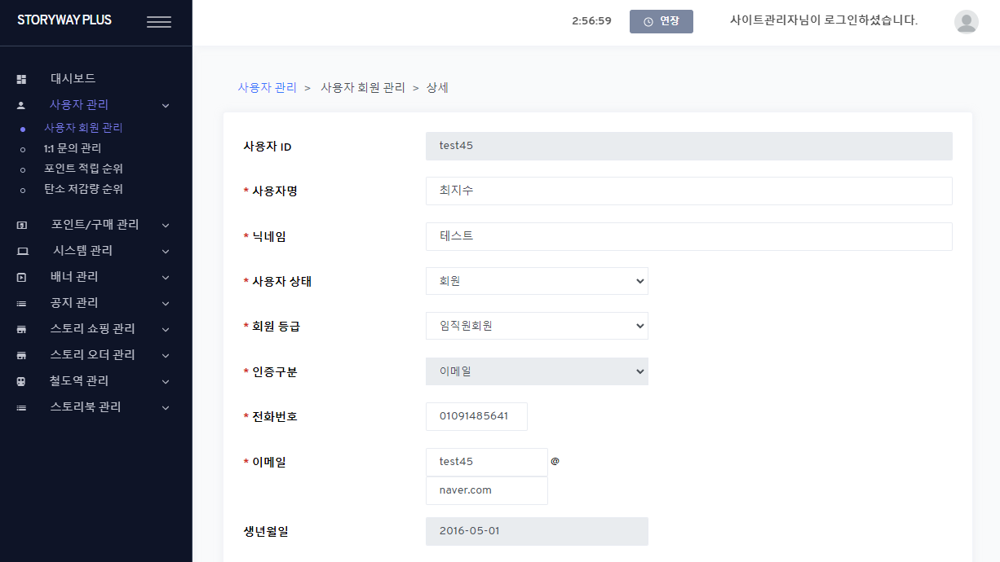 STORYWAY PLUS
2:56:59
연장
사이트관리자님이 로그인하셨습니다.
대시보드
사용자 관리
사용자 회원 관리
1:1 문의 관리
포인트 적립 순위
탄소 저감량 순위
포인트/구매 관리
시스템 관리
배너 관리
공지 관리
스토리 쇼핑 관리
스토리 오더 관리
철도역 관리
스토리북 관리
사용자 관리 > 사용자 회원 관리 > 상세
사용자 ID test45
* 사용자명 최지수
* 닉네임 테스트
* 사용자 상태 회원
* 회원 등급 임직원회원
* 인증구분 이메일
* 전화번호 01091485641
* 이메일 test45 @
naver.com
생년월일 2016-05-01